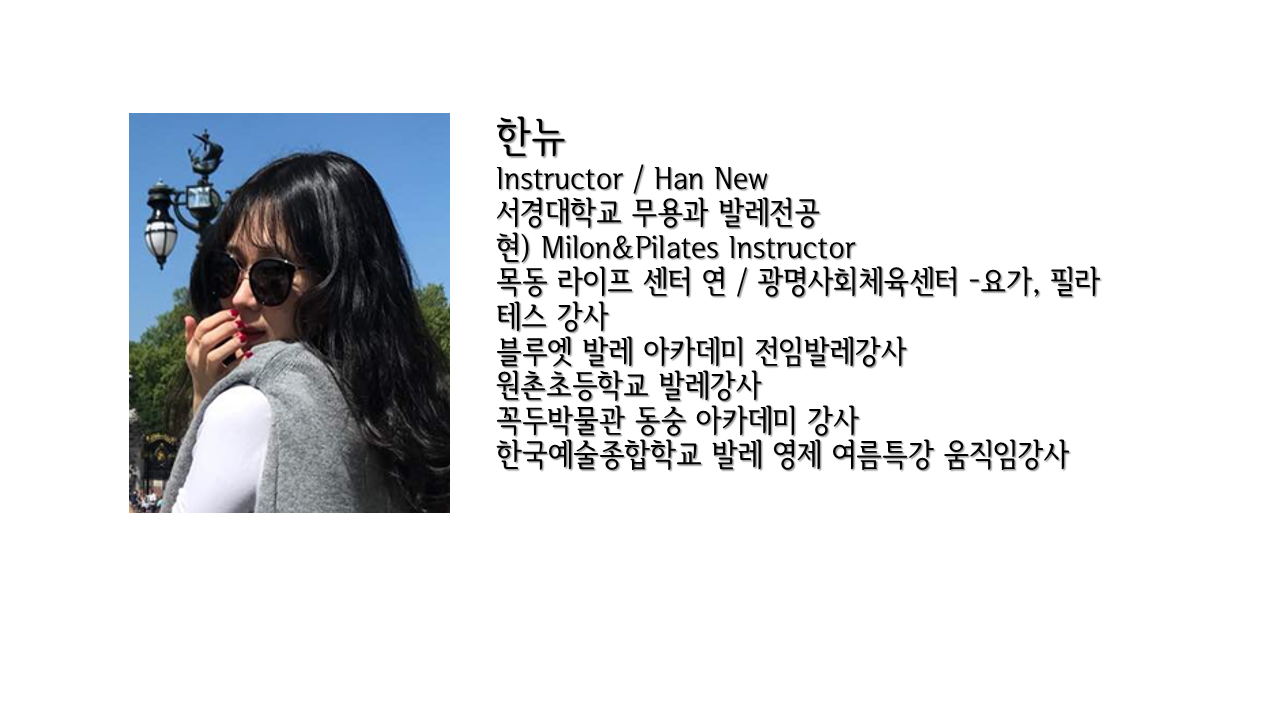 한뉴
Instructor / Han New
서경대학교 무용과 발레전공
현) Milon&Pilates Instructor
목동 라이프 센터 연 / 광명사회체육센터 -요가, 필라
테스 강사
블루엣 발레 아카데미 전임발레강사
원촌초등학교 발레강사
꼭두박물관 동숭 아카데미 강사
한국예술종합학교 발레 영제 여름특강 움직임강사